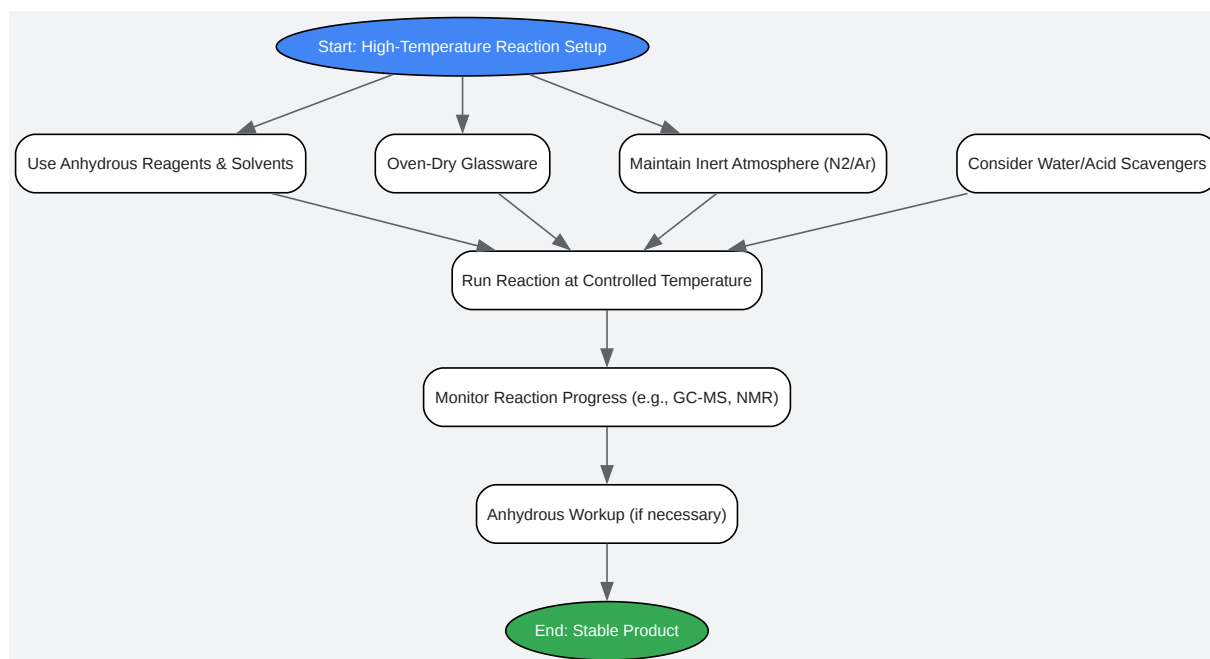 Start: High-Temperature Reaction Setup
Use Anhydrous Reagents & Solvents
Oven-Dry Glassware
Maintain Inert Atmosphere (N2/Ar)
Consider Water/Acid Scavengers
Run Reaction at Controlled Temperature
Monitor Reaction Progress (e.g., GC-MS, NMR)
Anhydrous Workup (if necessary)
End: Stable Product